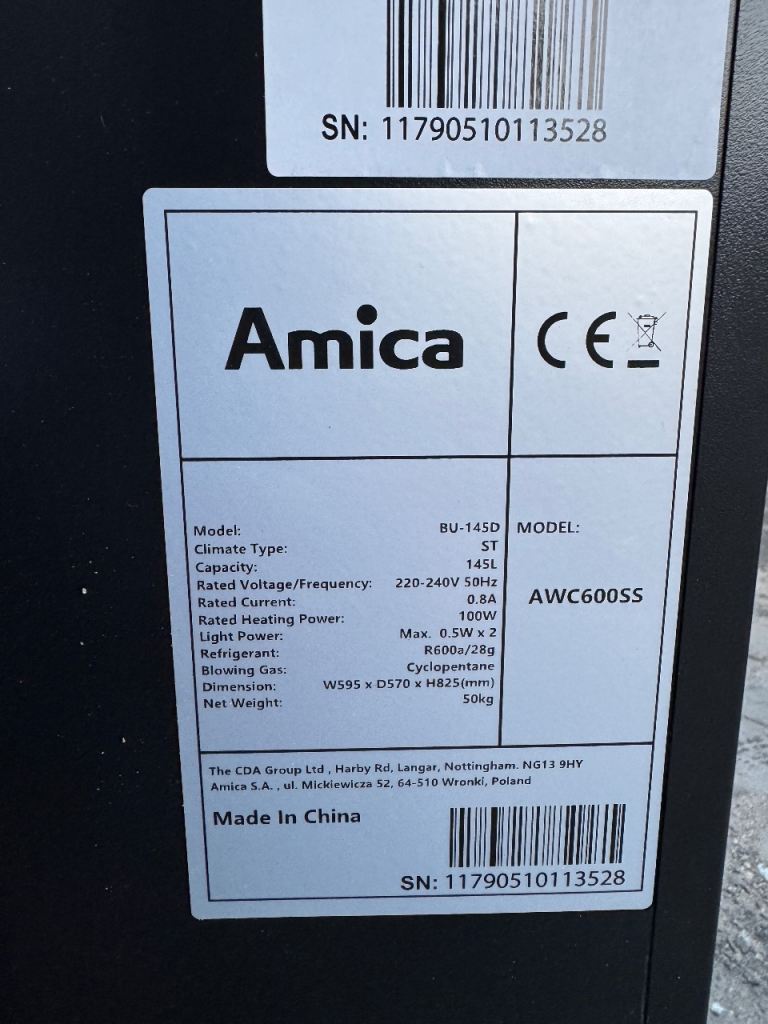 SN: 11790510113528
Amica
CE
Model: BU-145D
Climate Type: ST
Capacity: 145L
Rated Voltage/Frequency: 220-240V 50Hz
Rated Current: 0.8A
Rated Heating Power: 100W
Light Power: Max. 0.5W x 2
Refrigerant: R600a/28g
Blowing Gas: Cyclopentane
Dimension: W595 x D570 x H825(mm)
Net Weight: 50kg
MODEL:
AWC600SS
The CDA Group Ltd , Harby Rd, Langar, Nottingham. NG13 9HY
Amica S.A. , ul. Mickiewicza 52, 64-510 Wronki, Poland
Made In China
SN: 11790510113528